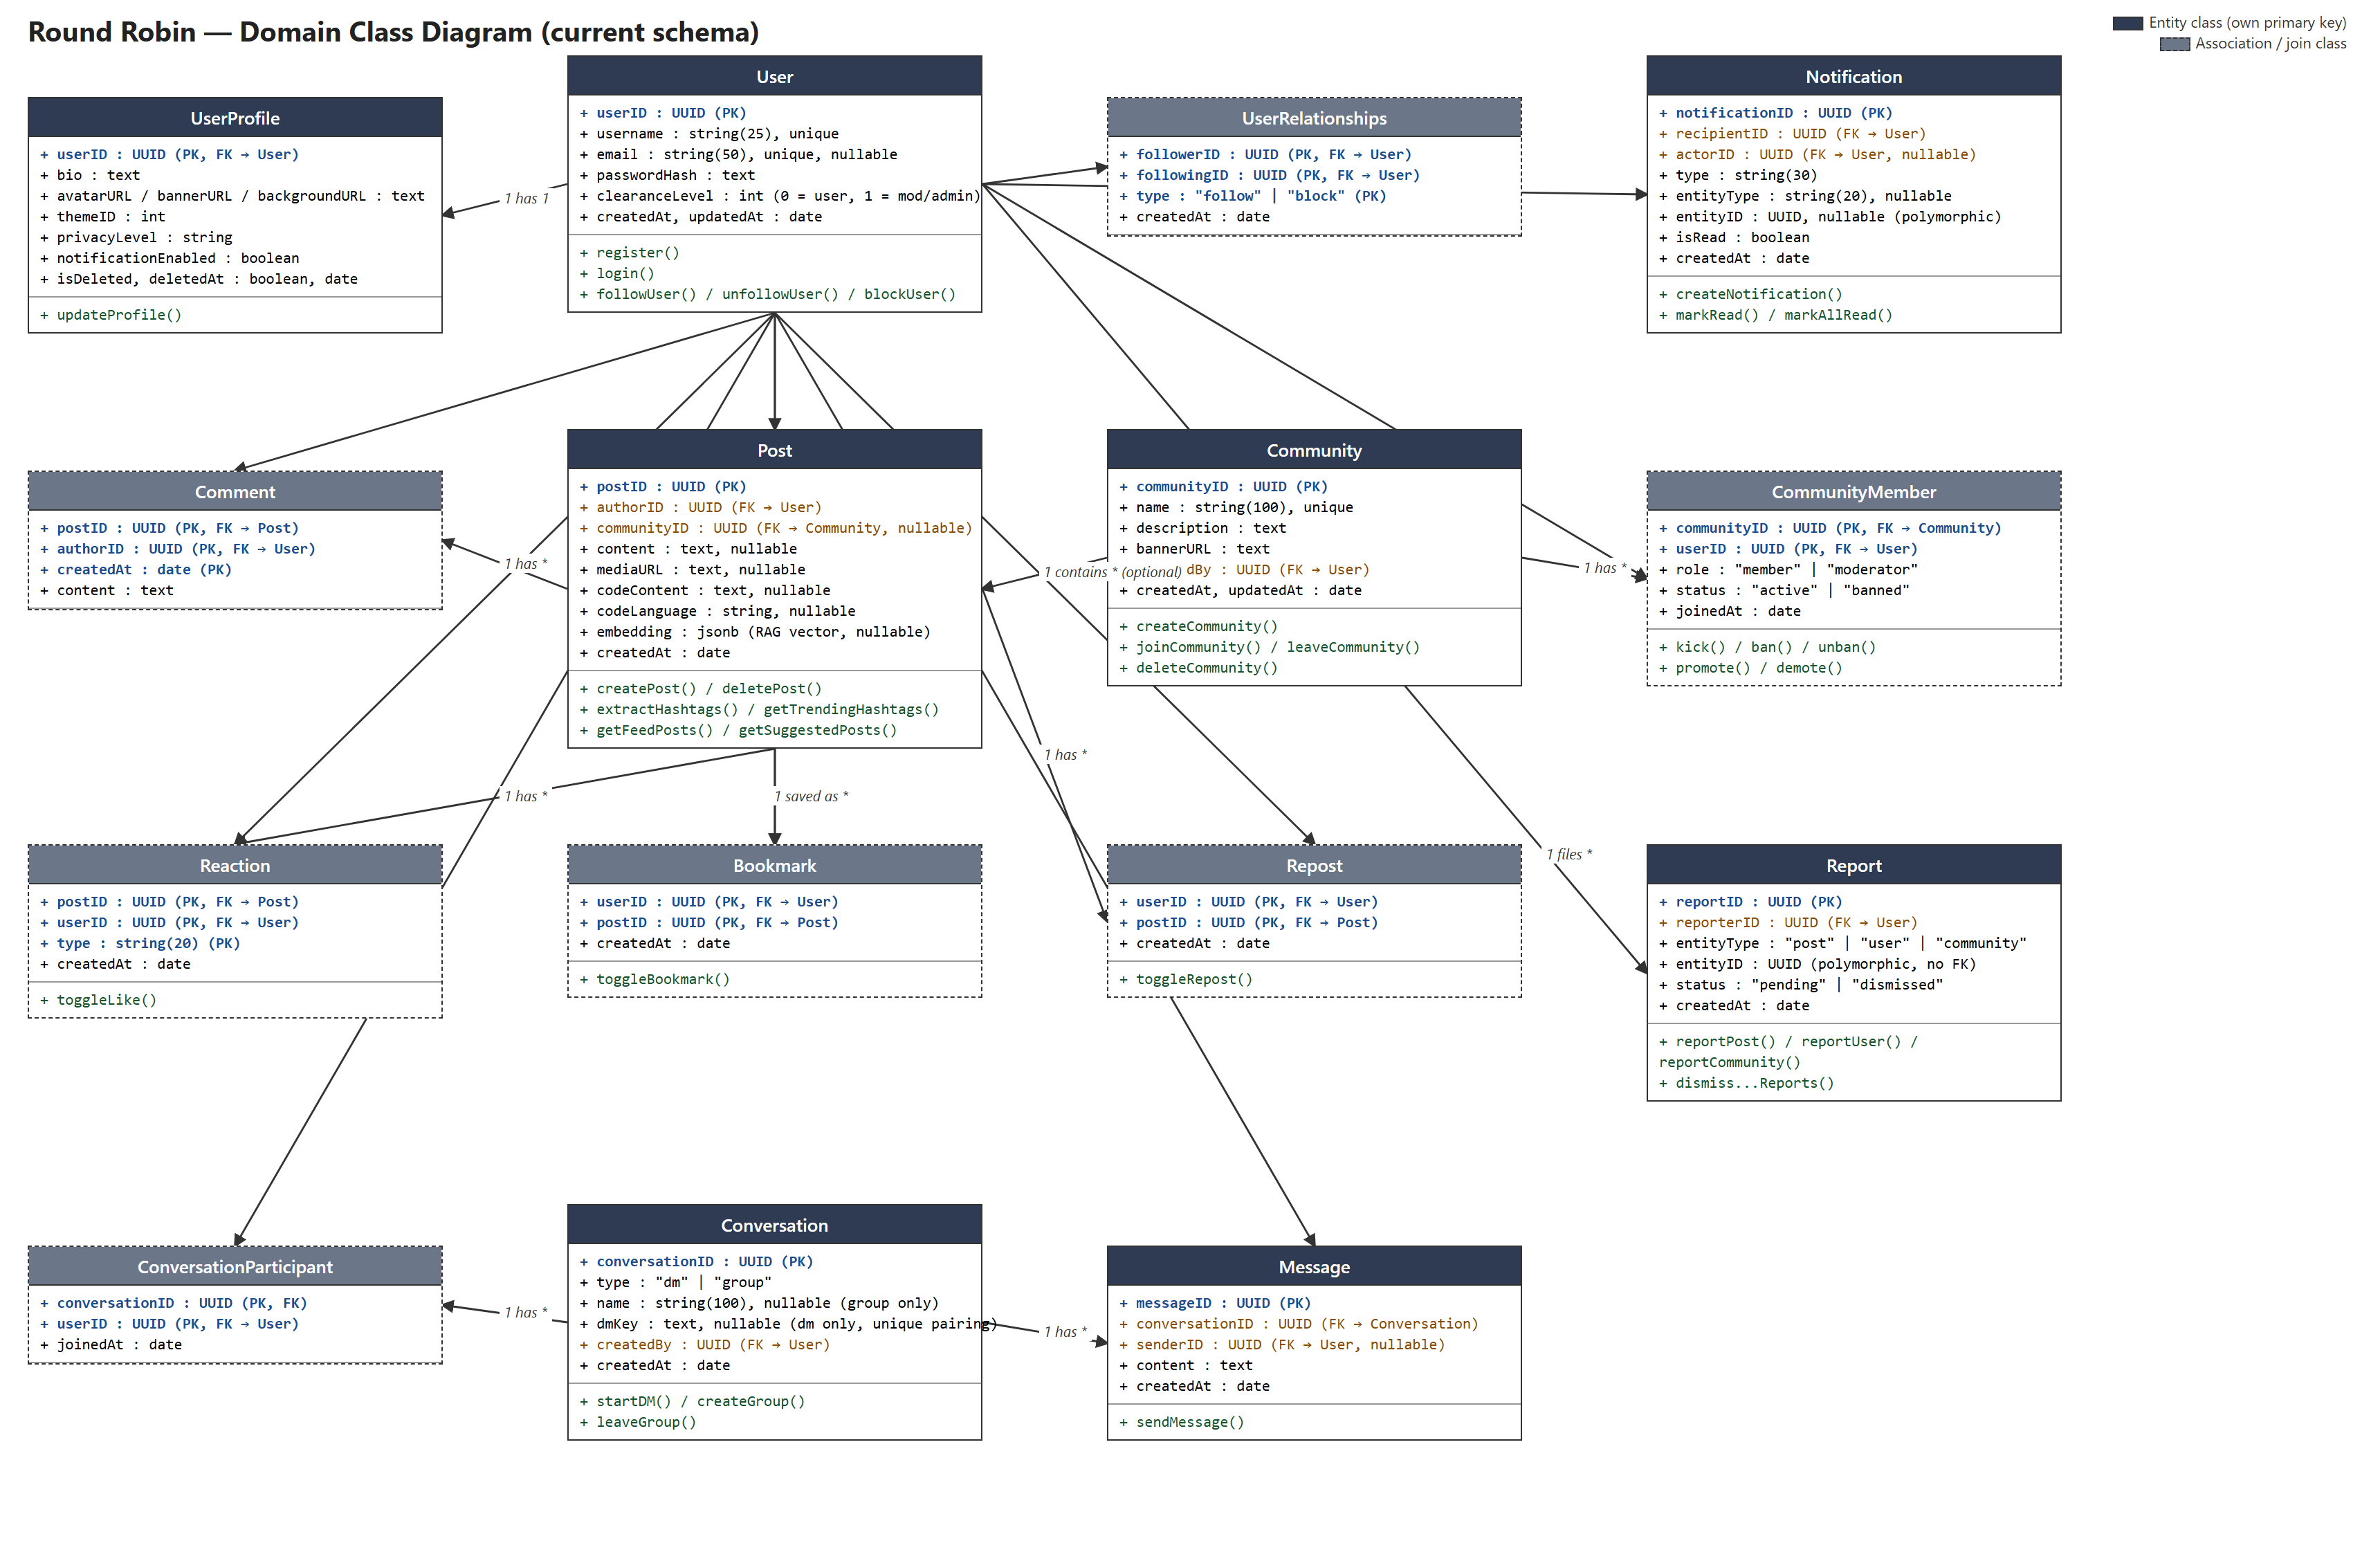 Round Robin — Domain Class Diagram (current schema)
Entity class (own primary key)
Association / join class
User
+ userID : UUID (PK)
+ username : string(25), unique
+ email : string(50), unique, nullable
+ passwordHash : text
+ clearanceLevel : int (0 = user, 1 = mod/admin)
+ createdAt, updatedAt : date
+ register()
+ login()
+ followUser() / unfollowUser() / blockUser()
UserProfile
+ userID : UUID (PK, FK → User)
+ bio : text
+ avatarURL / bannerURL / backgroundURL : text
+ themeID : int
+ privacyLevel : string
+ notificationEnabled : boolean
+ isDeleted, deletedAt : boolean, date
+ updateProfile()
1 has 1
UserRelationships
+ followerID : UUID (PK, FK → User)
+ followingID : UUID (PK, FK → User)
+ type : "follow" | "block" (PK)
+ createdAt : date
Notification
+ notificationID : UUID (PK)
+ recipientID : UUID (FK → User)
+ actorID : UUID (FK → User, nullable)
+ type : string(30)
+ entityType : string(20), nullable
+ entityID : UUID, nullable (polymorphic)
+ isRead : boolean
+ createdAt : date
+ createNotification()
+ markRead() / markAllRead()
Comment
+ postID : UUID (PK, FK → Post)
+ authorID : UUID (PK, FK → User)
+ createdAt : date (PK)
+ content : text
1 has *
Post
+ postID : UUID (PK)
+ authorID : UUID (FK → User)
+ communityID : UUID (FK → Community, nullable)
+ content : text, nullable
+ mediaURL : text, nullable
+ codeContent : text, nullable
+ codeLanguage : string, nullable
+ embedding : jsonb (RAG vector, nullable)
+ createdAt : date
+ createPost() / deletePost()
+ extractHashtags() / getTrendingHashtags()
+ getFeedPosts() / getSuggestedPosts()
Community
+ communityID : UUID (PK)
+ name : string(100), unique
+ description : text
+ bannerURL : text
1 contains * (optional)
dBy : UUID (FK → User)
+ createdAt, updatedAt : date
+ createCommunity()
+ joinCommunity() / leaveCommunity()
+ deleteCommunity()
1 has *
CommunityMember
+ communityID : UUID (PK, FK → Community)
+ userID : UUID (PK, FK → User)
+ role : "member" | "moderator"
+ status : "active" | "banned"
+ joinedAt : date
+ kick() / ban() / unban()
+ promote() / demote()
1 has *
1 saved as *
1 has *
1 files *
Reaction
+ postID : UUID (PK, FK → Post)
+ userID : UUID (PK, FK → User)
+ type : string(20) (PK)
+ createdAt : date
+ toggleLike()
Bookmark
+ userID : UUID (PK, FK → User)
+ postID : UUID (PK, FK → Post)
+ createdAt : date
+ toggleBookmark()
Repost
+ userID : UUID (PK, FK → User)
+ postID : UUID (PK, FK → Post)
+ createdAt : date
+ toggleRepost()
Report
+ reportID : UUID (PK)
+ reporterID : UUID (FK → User)
+ entityType : "post" | "user" | "community"
+ entityID : UUID (polymorphic, no FK)
+ status : "pending" | "dismissed"
+ createdAt : date
+ reportPost() / reportUser() /
reportCommunity()
+ dismiss...Reports()
ConversationParticipant
+ conversationID : UUID (PK, FK)
+ userID : UUID (PK, FK → User)
+ joinedAt : date
1 has *
Conversation
+ conversationID : UUID (PK)
+ type : "dm" | "group"
+ name : string(100), nullable (group only)
+ dmKey : text, nullable (dm only, unique pairing)
+ createdBy : UUID (FK → User)
+ createdAt : date
+ startDM() / createGroup()
+ leaveGroup()
1 has *
Message
+ messageID : UUID (PK)
+ conversationID : UUID (FK → Conversation)
+ senderID : UUID (FK → User, nullable)
+ content : text
+ createdAt : date
+ sendMessage()